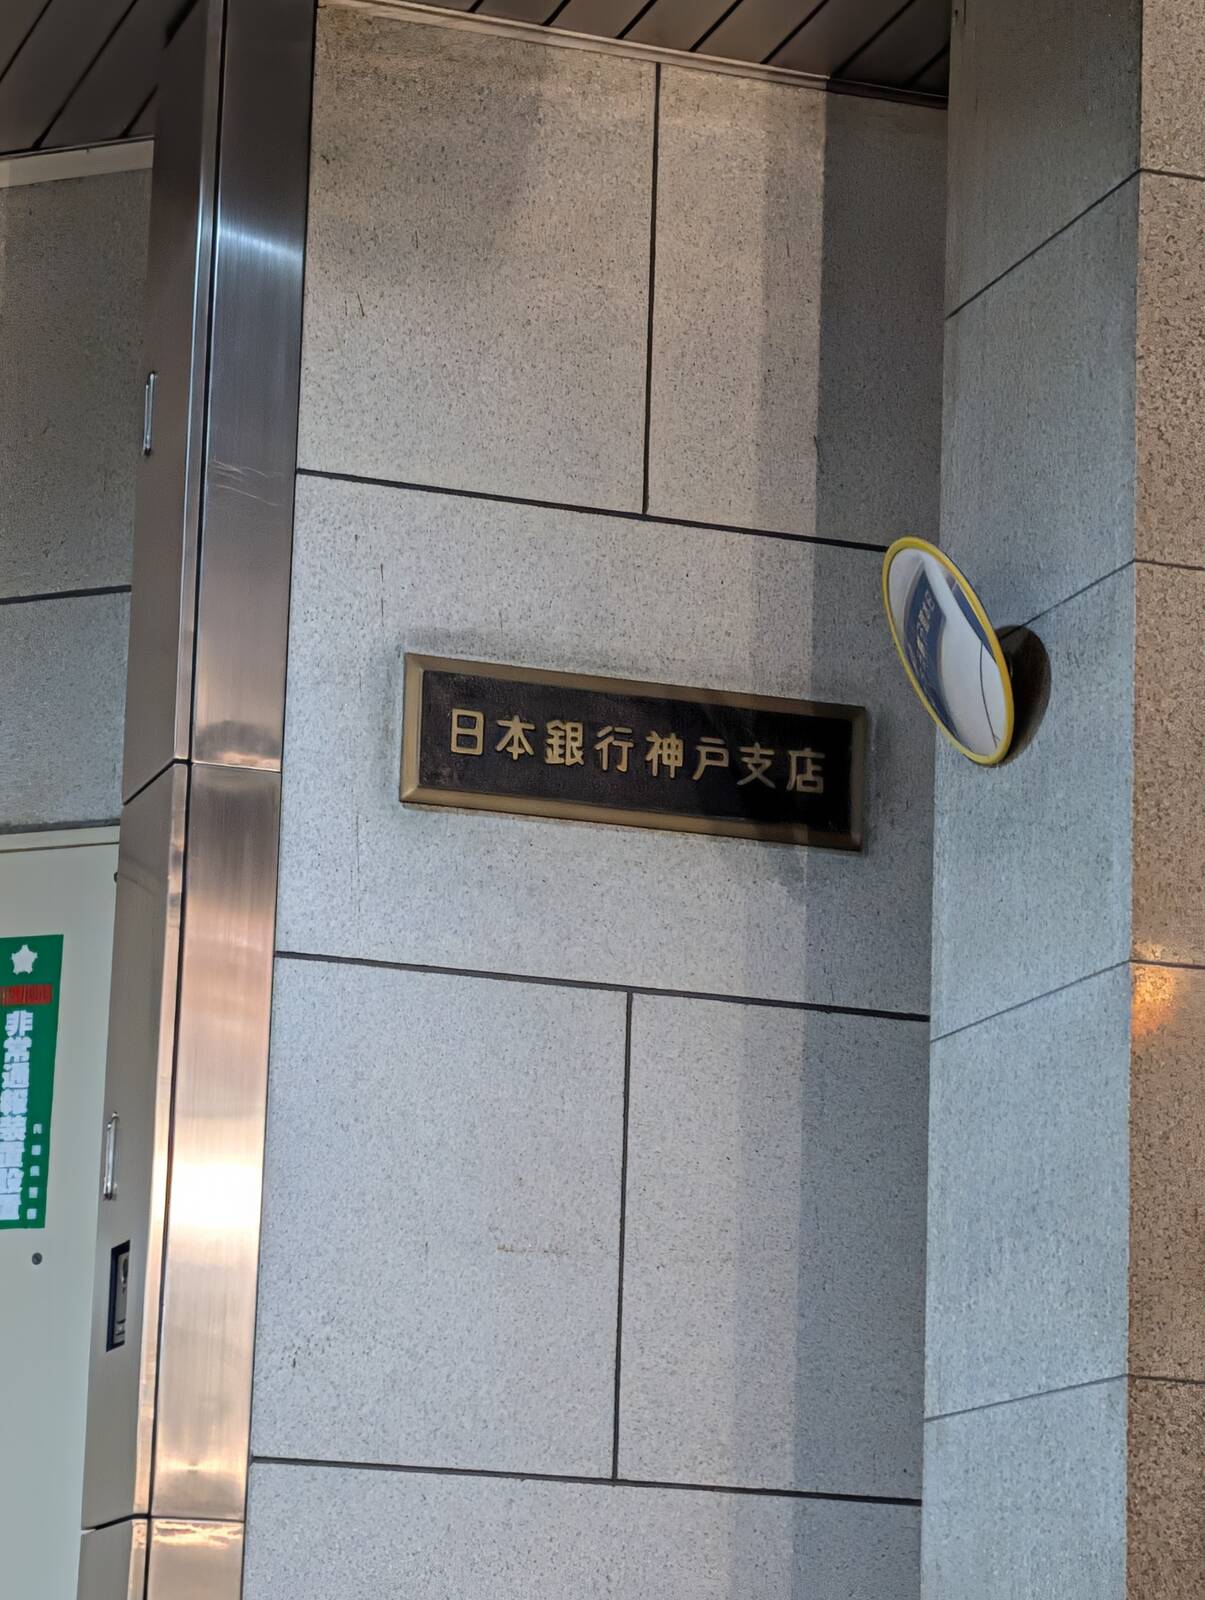 日本銀行神戸支店
非常通報装置設置